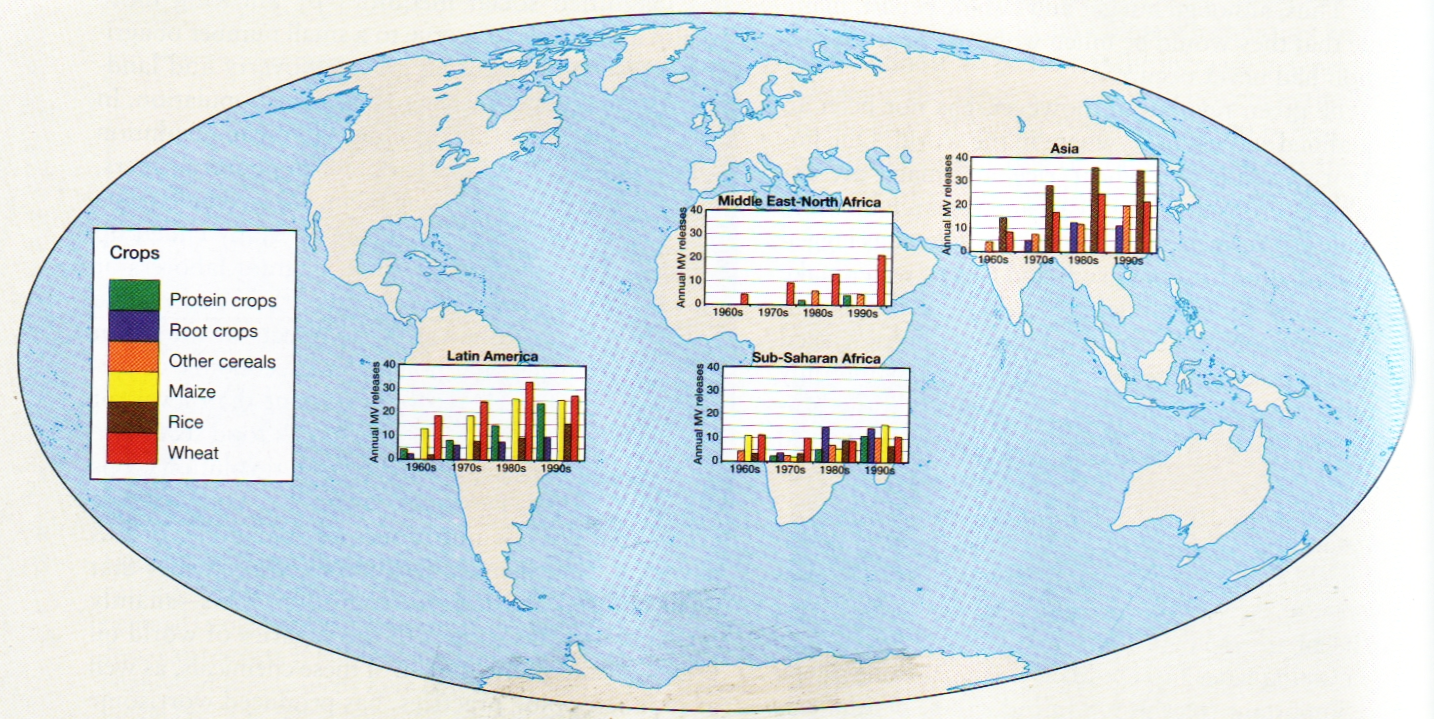 Crops
Protein crops
Root crops
Other cereals
Maize
Rice
Wheat
Latin America
Annual MV releases
40
30
20
10
0
1960s 1970s 1980s 1990s
Middle East-North Africa
Annual MV releases
40
30
20
10
0
1960s 1970s 1980s 1990s
Sub-Saharan Africa
Annual MV releases
40
30
20
10
0
1960s 1970s 1980s 1990s
Asia
Annual MV releases
40
30
20
10
0
1960s 1970s 1980s 1990s